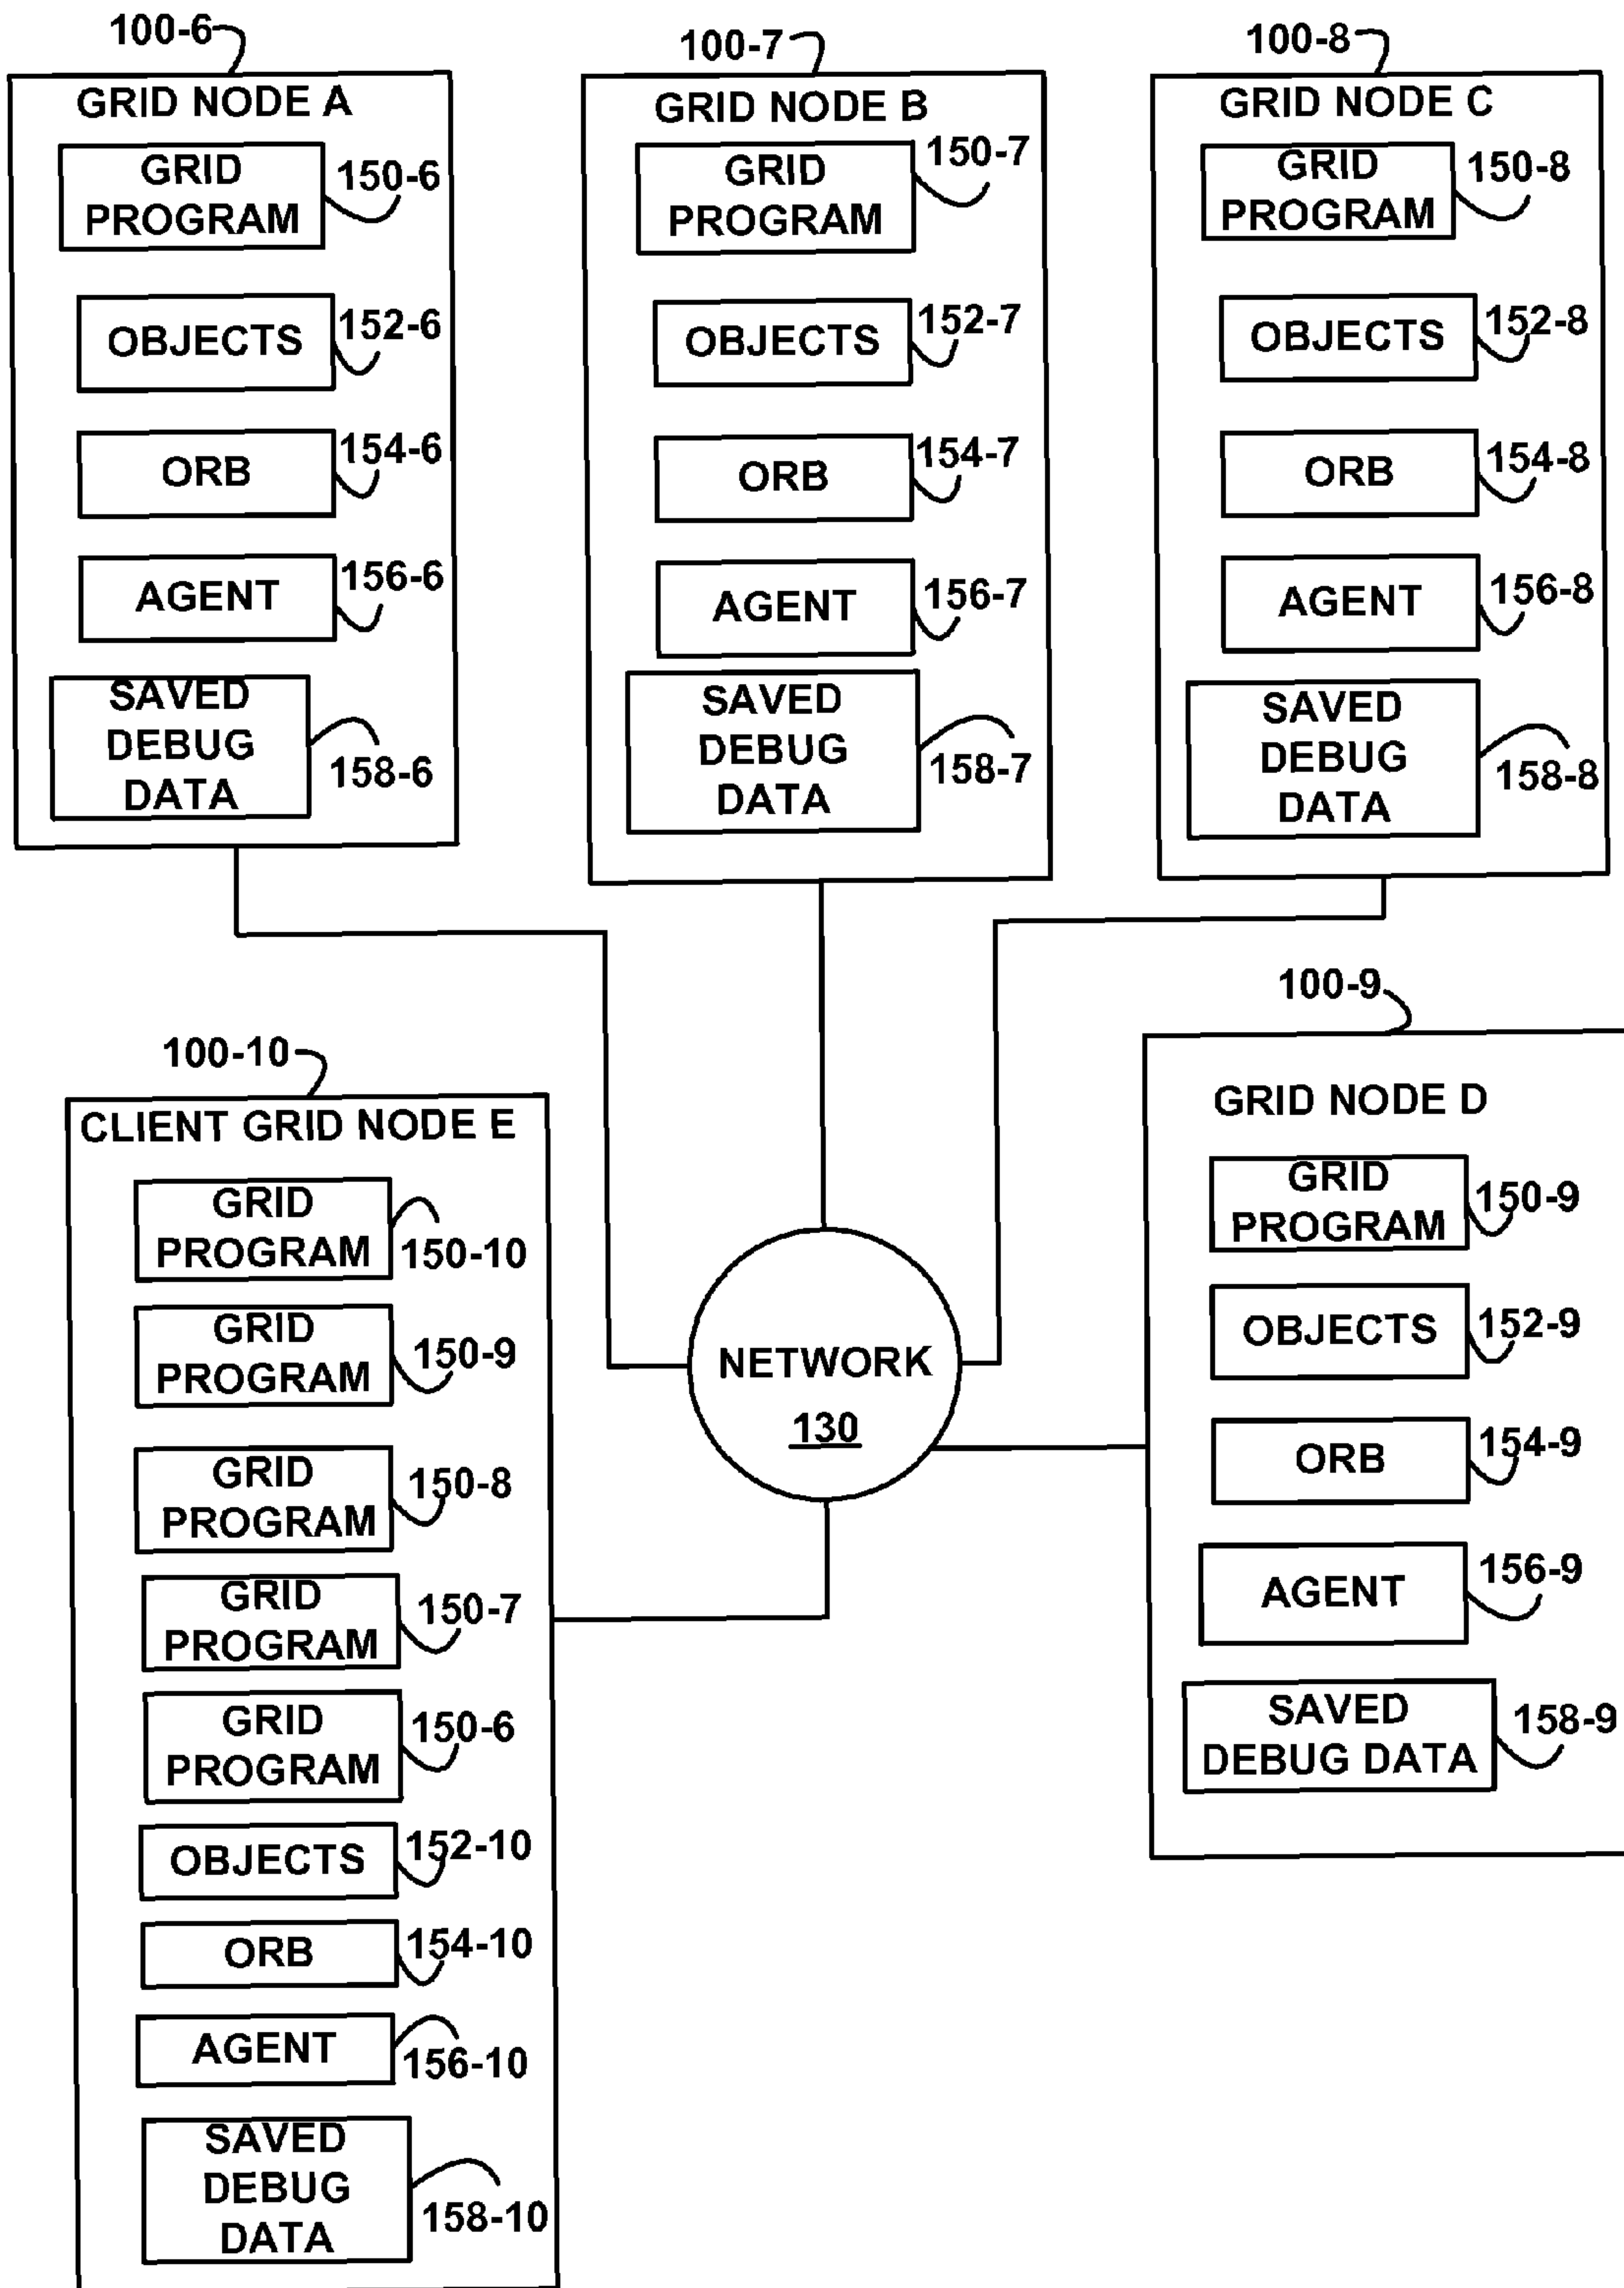 100-6
GRID NODE A
GRID
PROGRAM
150-6
OBJECTS
152-6
ORB
154-6
AGENT
156-6
SAVED
DEBUG
DATA
158-6
100-7
GRID NODE B
GRID
PROGRAM
150-7
OBJECTS
152-7
ORB
154-7
AGENT
156-7
SAVED
DEBUG
DATA
158-7
100-8
GRID NODE C
GRID
PROGRAM
150-8
OBJECTS
152-8
ORB
154-8
AGENT
156-8
SAVED
DEBUG
DATA
158-8
100-10
CLIENT GRID NODE E
GRID
PROGRAM
150-10
GRID
PROGRAM
150-9
GRID
PROGRAM
150-8
GRID
PROGRAM
150-7
GRID
PROGRAM
150-6
OBJECTS
152-10
ORB
154-10
AGENT
156-10
SAVED
DEBUG
DATA
158-10
NETWORK
130
100-9
GRID NODE D
GRID
PROGRAM
150-9
OBJECTS
152-9
ORB
154-9
AGENT
156-9
SAVED
DEBUG DATA
158-9